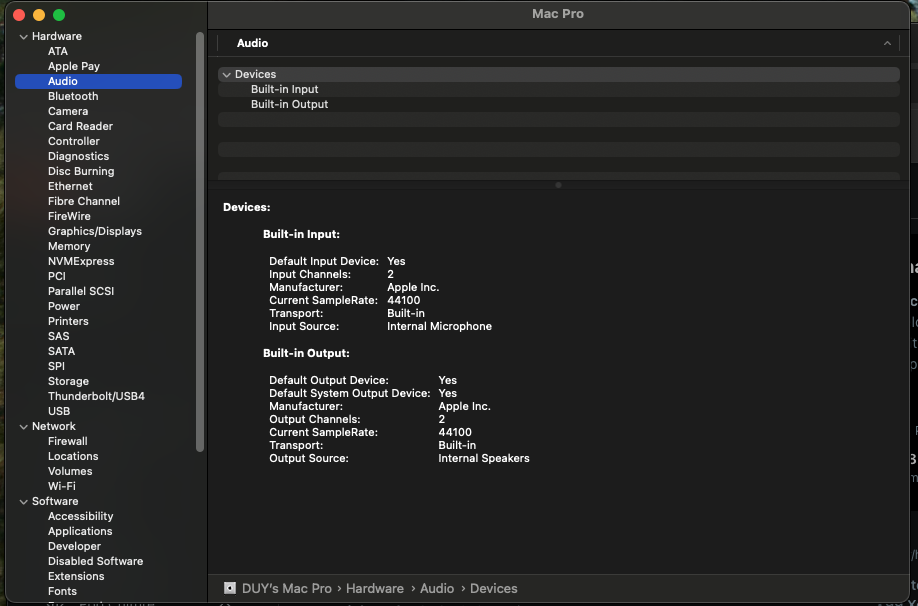 Mac Pro
Hardware
ATA
Apple Pay
Audio
Bluetooth
Camera
Card Reader
Controller
Diagnostics
Disc Burning
Ethernet
Fibre Channel
FireWire
Graphics/Displays
Memory
NVMExpress
PCI
Parallel SCSI
Power
Printers
SAS
SATA
SPI
Storage
Thunderbolt/USB4
USB
Network
Firewall
Locations
Volumes
Wi-Fi
Software
Accessibility
Applications
Developer
Disabled Software
Extensions
Fonts
Audio
Devices
Built-in Input
Built-in Output
Devices:
Built-in Input:
Default Input Device: Yes
Input Channels: 2
Manufacturer: Apple Inc.
Current SampleRate: 44100
Transport: Built-in
Input Source: Internal Microphone
Built-in Output:
Default Output Device: Yes
Default System Output Device: Yes
Manufacturer: Apple Inc.
Output Channels: 2
Current SampleRate: 44100
Transport: Built-in
Output Source: Internal Speakers
DUY's Mac Pro › Hardware › Audio › Devices